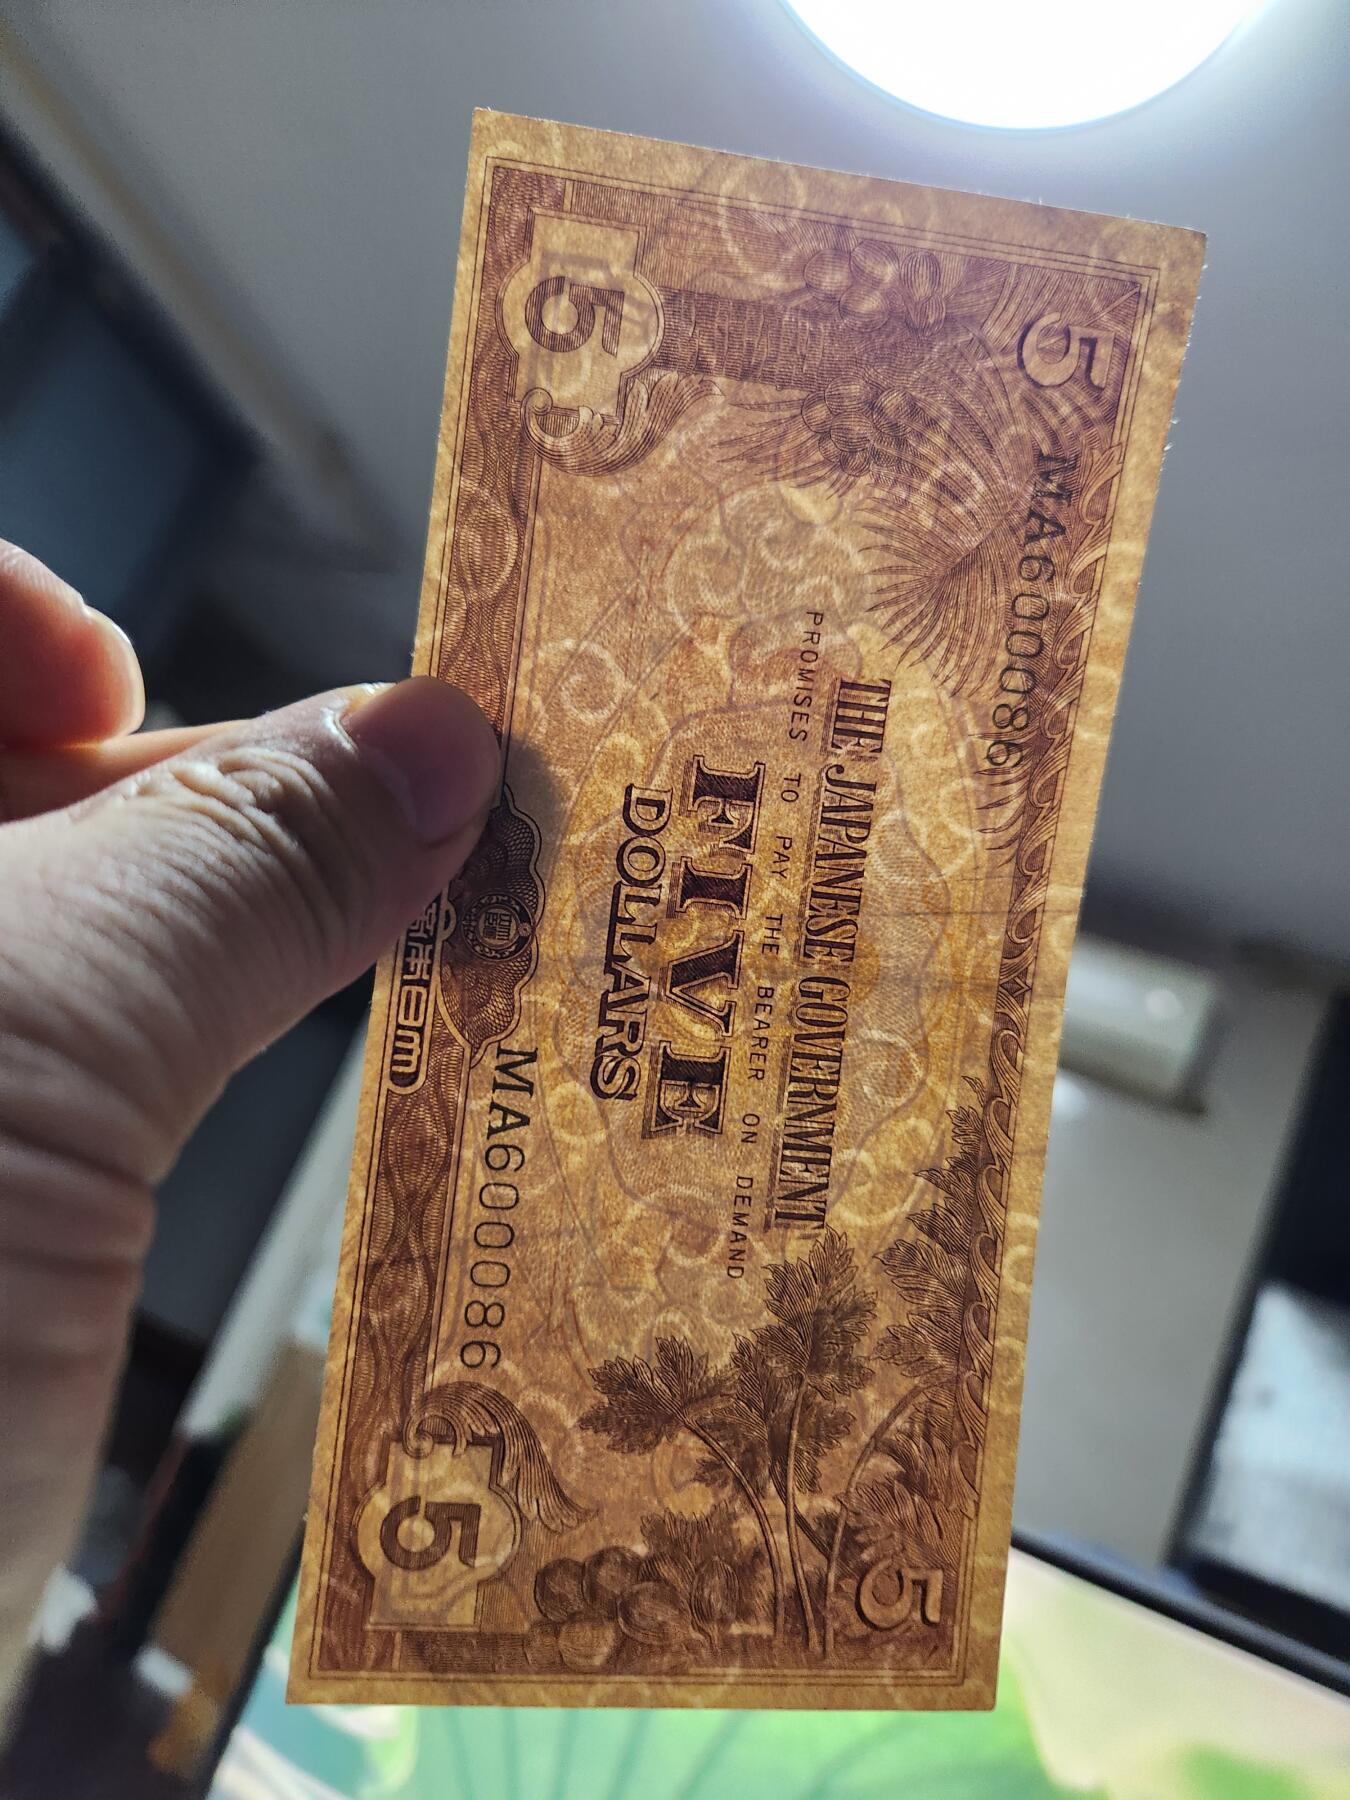 5
5
MA600086
THE JAPANESE GOVERNMENT
PROMISES TO PAY THE BEARER ON DEMAND
FIVE
DOLLARS
MA600086
5
5